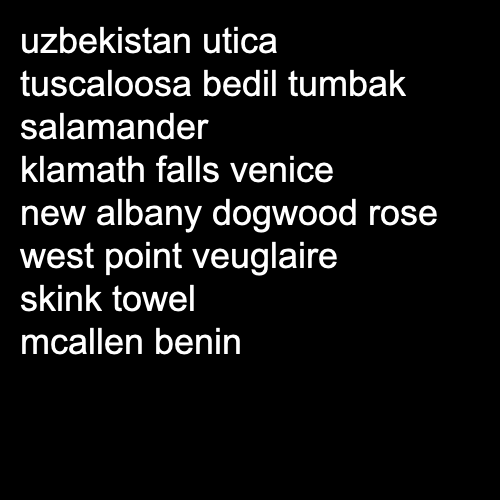 uzbekistan utica
tuscaloosa bedil tumbak
salamander
klamath falls venice
new albany dogwood rose
west point veuglaire
skink towel
mcallen benin